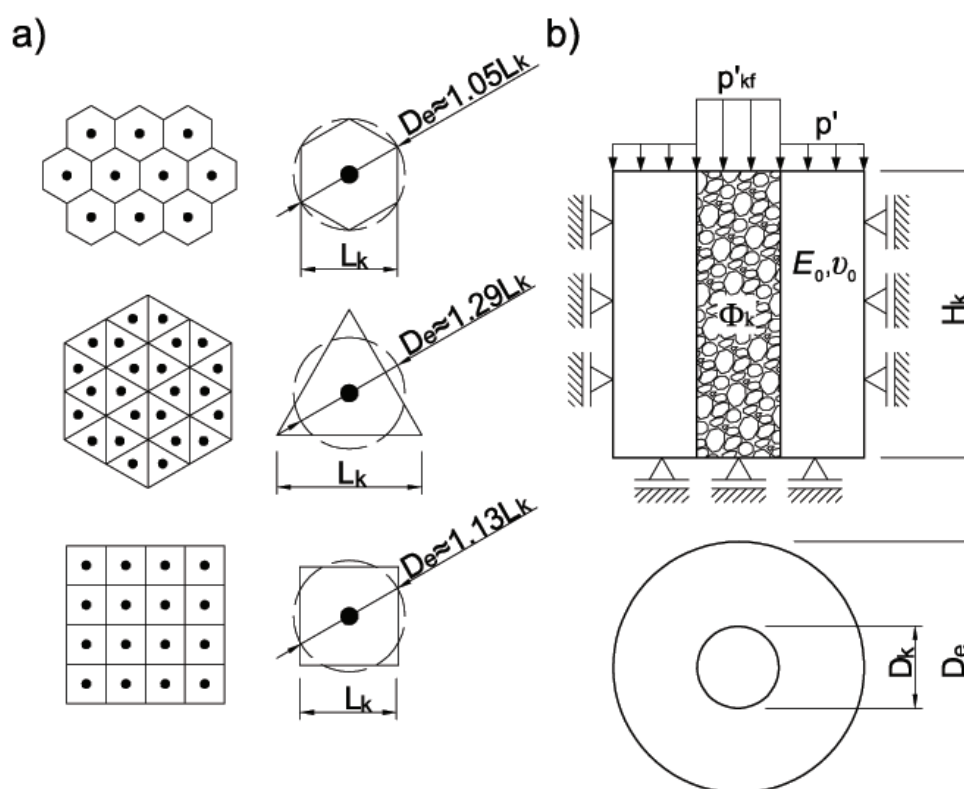 a)
De≈1.05Lk
Lk
De≈1.29Lk
Lk
De≈1.13Lk
Lk
b)
p'kf
p'
E0,υ0
Φk
Hk
Dk
De